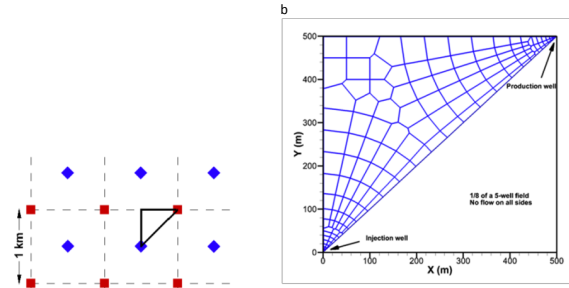 1 km
b
500
400
300
200
100
0
Y (m)
0
100
200
300
400
500
X (m)
Production well
1/8 of a 5-well field
No flow on all sides
Injection well